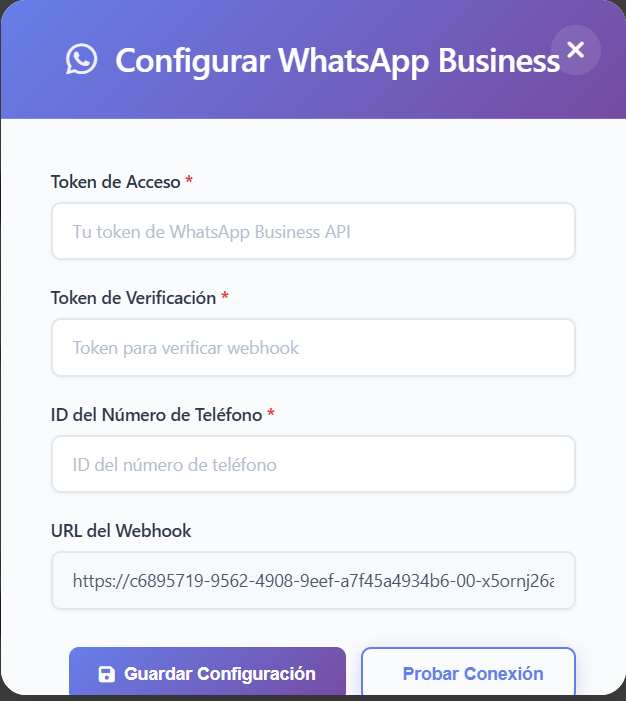 Configurar WhatsApp Business
Token de Acceso *
Tu token de WhatsApp Business API
Token de Verificación *
Token para verificar webhook
ID del Número de Teléfono *
ID del número de teléfono
URL del Webhook
https://c6895719-9562-4908-9eef-a7f45a4934b6-00-x5ornj26a
Guardar Configuración
Probar Conexión